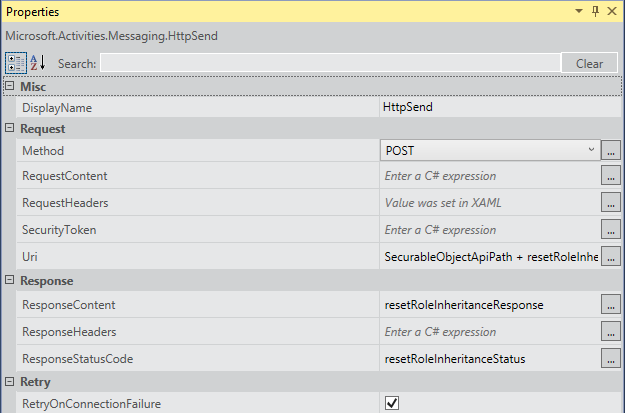 Properties
Microsoft.Activities.Messaging.HttpSend
Search: Clear
Misc
DisplayName HttpSend
Request
Method POST ...
RequestContent Enter a C# expression ...
RequestHeaders Value was set in XAML ...
SecurityToken Enter a C# expression ...
Uri SecurableObjectApiPath + resetRoleInhe ...
Response
ResponseContent resetRoleInheritanceResponse ...
ResponseHeaders Enter a C# expression ...
ResponseStatusCode resetRoleInheritanceStatus ...
Retry
RetryOnConnectionFailure